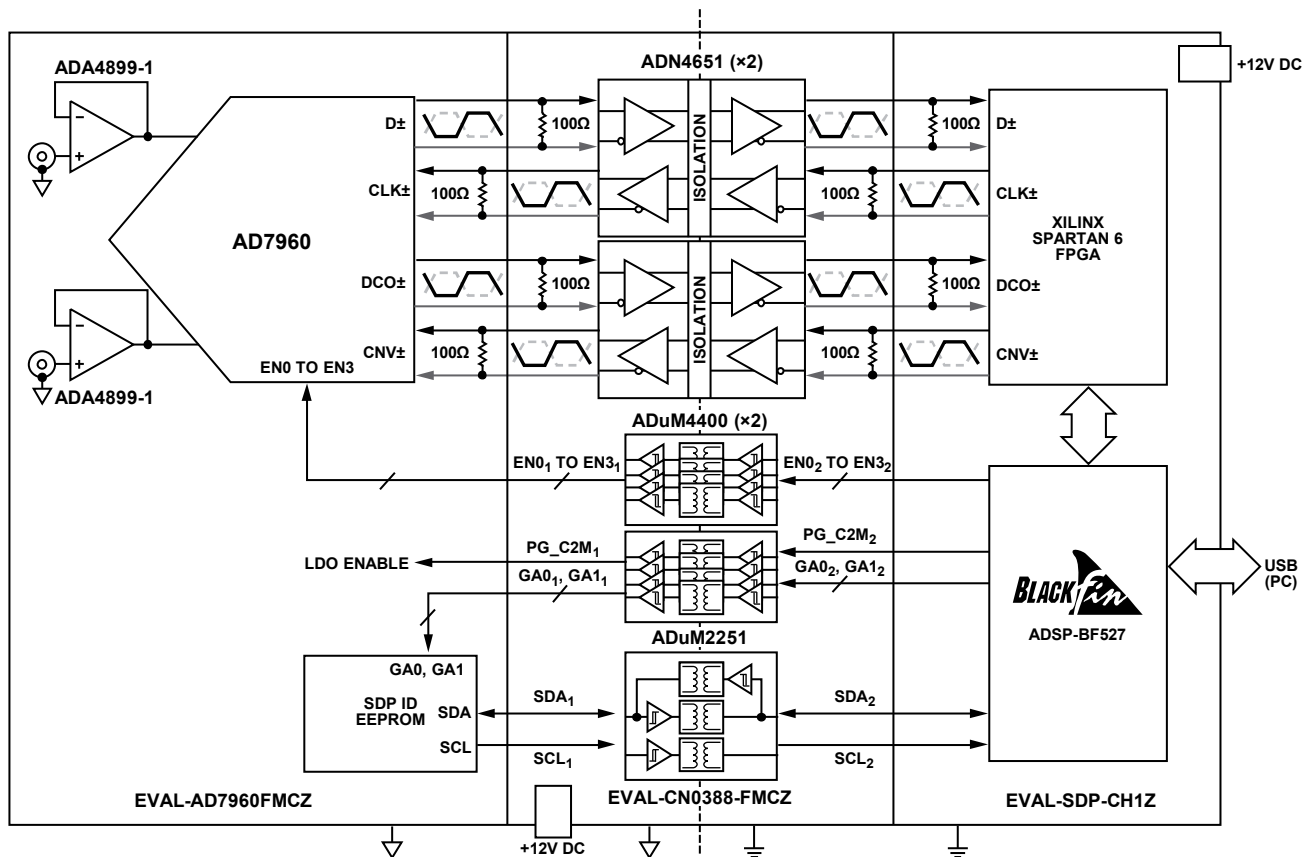 ADA4899-1
ADN4651 (×2)
+12V DC
D±
100Ω
ISOLATION
100Ω
D±
CLK±
100Ω
100Ω
CLK±
AD7960
XILINX
SPARTAN 6
FPGA
DCO±
100Ω
ISOLATION
100Ω
DCO±
CNV±
100Ω
100Ω
CNV±
EN0 TO EN3
ADA4899-1
ADuM4400 (×2)
EN0₁ TO EN3₁
EN0₂ TO EN3₂
PG_C2M₁
PG_C2M₂
LDO ENABLE
GA0₁, GA1₁
GA0₂, GA1₂
USB
(PC)
BLACKfin
ADSP-BF527
ADuM2251
GA0, GA1
SDP ID
EEPROM
SDA
SDA₁
SDA₂
SCL
SCL₁
SCL₂
EVAL-AD7960FMCZ
EVAL-CN0388-FMCZ
EVAL-SDP-CH1Z
+12V DC